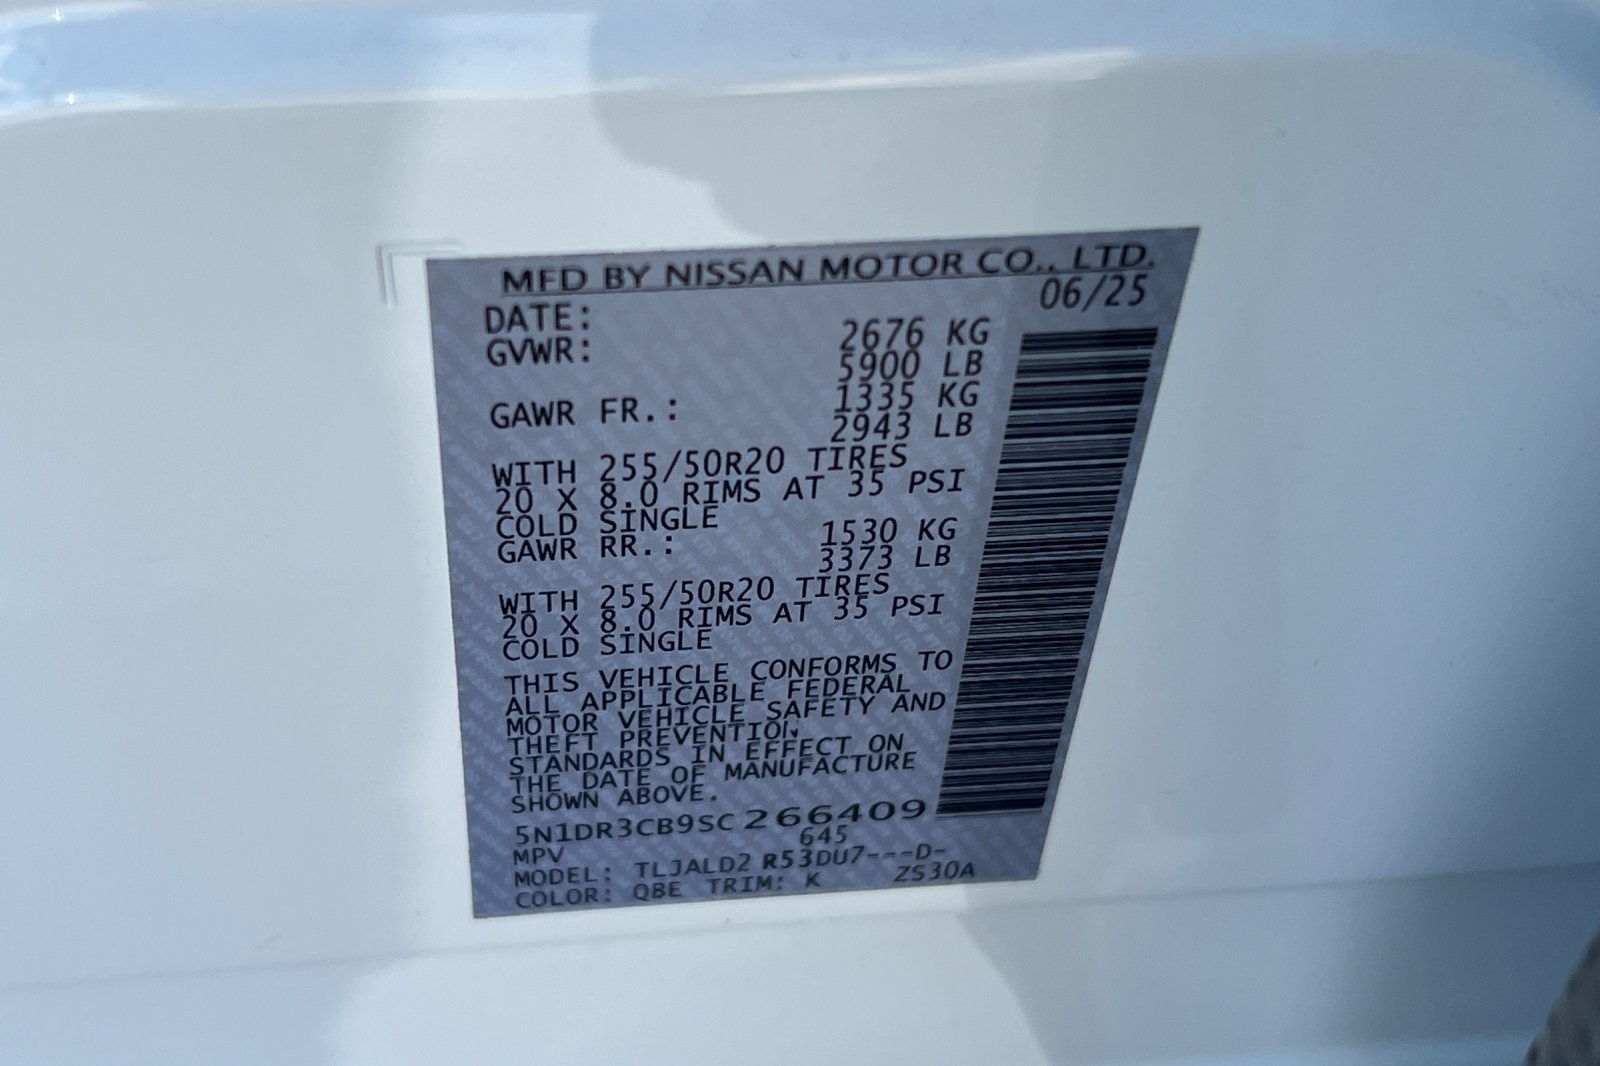 MFD BY NISSAN MOTOR CO., LTD.
DATE: 06/25
GVWR: 2676 KG
5900 LB
GAWR FR.: 1335 KG
2943 LB
WITH 255/50R20 TIRES
20 X 8.0 RIMS AT 35 PSI
COLD SINGLE
GAWR RR.: 1530 KG
3373 LB
WITH 255/50R20 TIRES
20 X 8.0 RIMS AT 35 PSI
COLD SINGLE
THIS VEHICLE CONFORMS TO
ALL APPLICABLE FEDERAL
MOTOR VEHICLE SAFETY AND
THEFT PREVENTION
STANDARDS IN EFFECT ON
THE DATE OF MANUFACTURE
SHOWN ABOVE.
5N1DR3CB9SC266409
MPV 645
MODEL: TLJALD2 R53DU7---D-
COLOR: QBE TRIM: K ZS30A